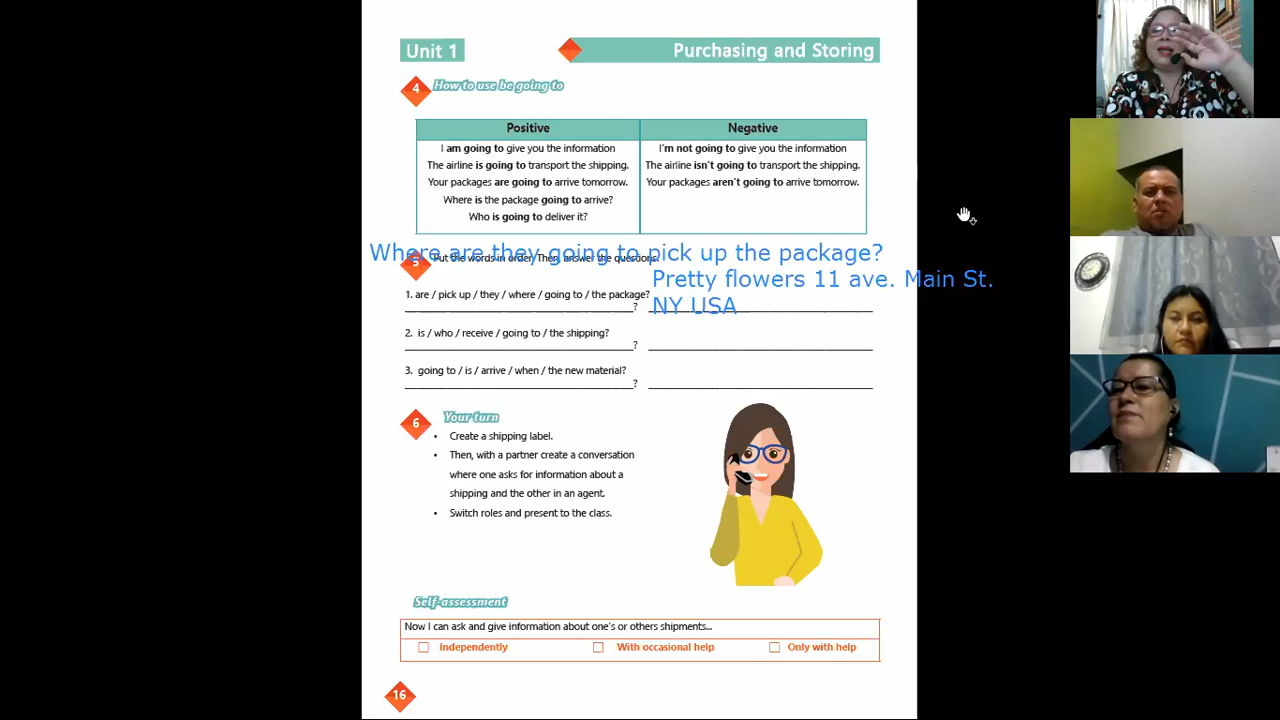 Unit 1
Purchasing and Storing
4
How to use be going to
Positive
Negative
I am going to give you the information
The airline is going to transport the shipping.
Your packages are going to arrive tomorrow.
Where is the package going to arrive?
Who is going to deliver it?
I'm not going to give you the information
The airline isn't going to transport the shipping.
Your packages aren't going to arrive tomorrow.
Where are they going to pick up the package?
5
Put the words in order. Then, answer the questions.
Pretty flowers 11 ave. Main St.
NY USA
1. are / pick up / they / where / going to / the package?
?
2. is / who / receive / going to / the shipping?
?
3. going to / is / arrive / when / the new material?
?
6
Your turn
• Create a shipping label.
• Then, with a partner create a conversation
where one asks for information about a
shipping and the other in an agent.
• Switch roles and present to the class.
Self-assessment
Now I can ask and give information about one's or others shipments...
Independently
With occasional help
Only with help
16